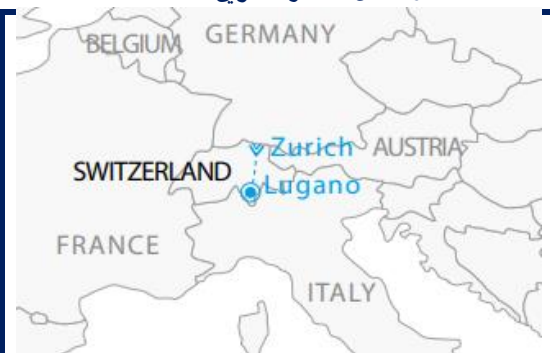 BELGIUM
GERMANY
Zurich
AUSTRIA
SWITZERLAND
Lugano
FRANCE
ITALY